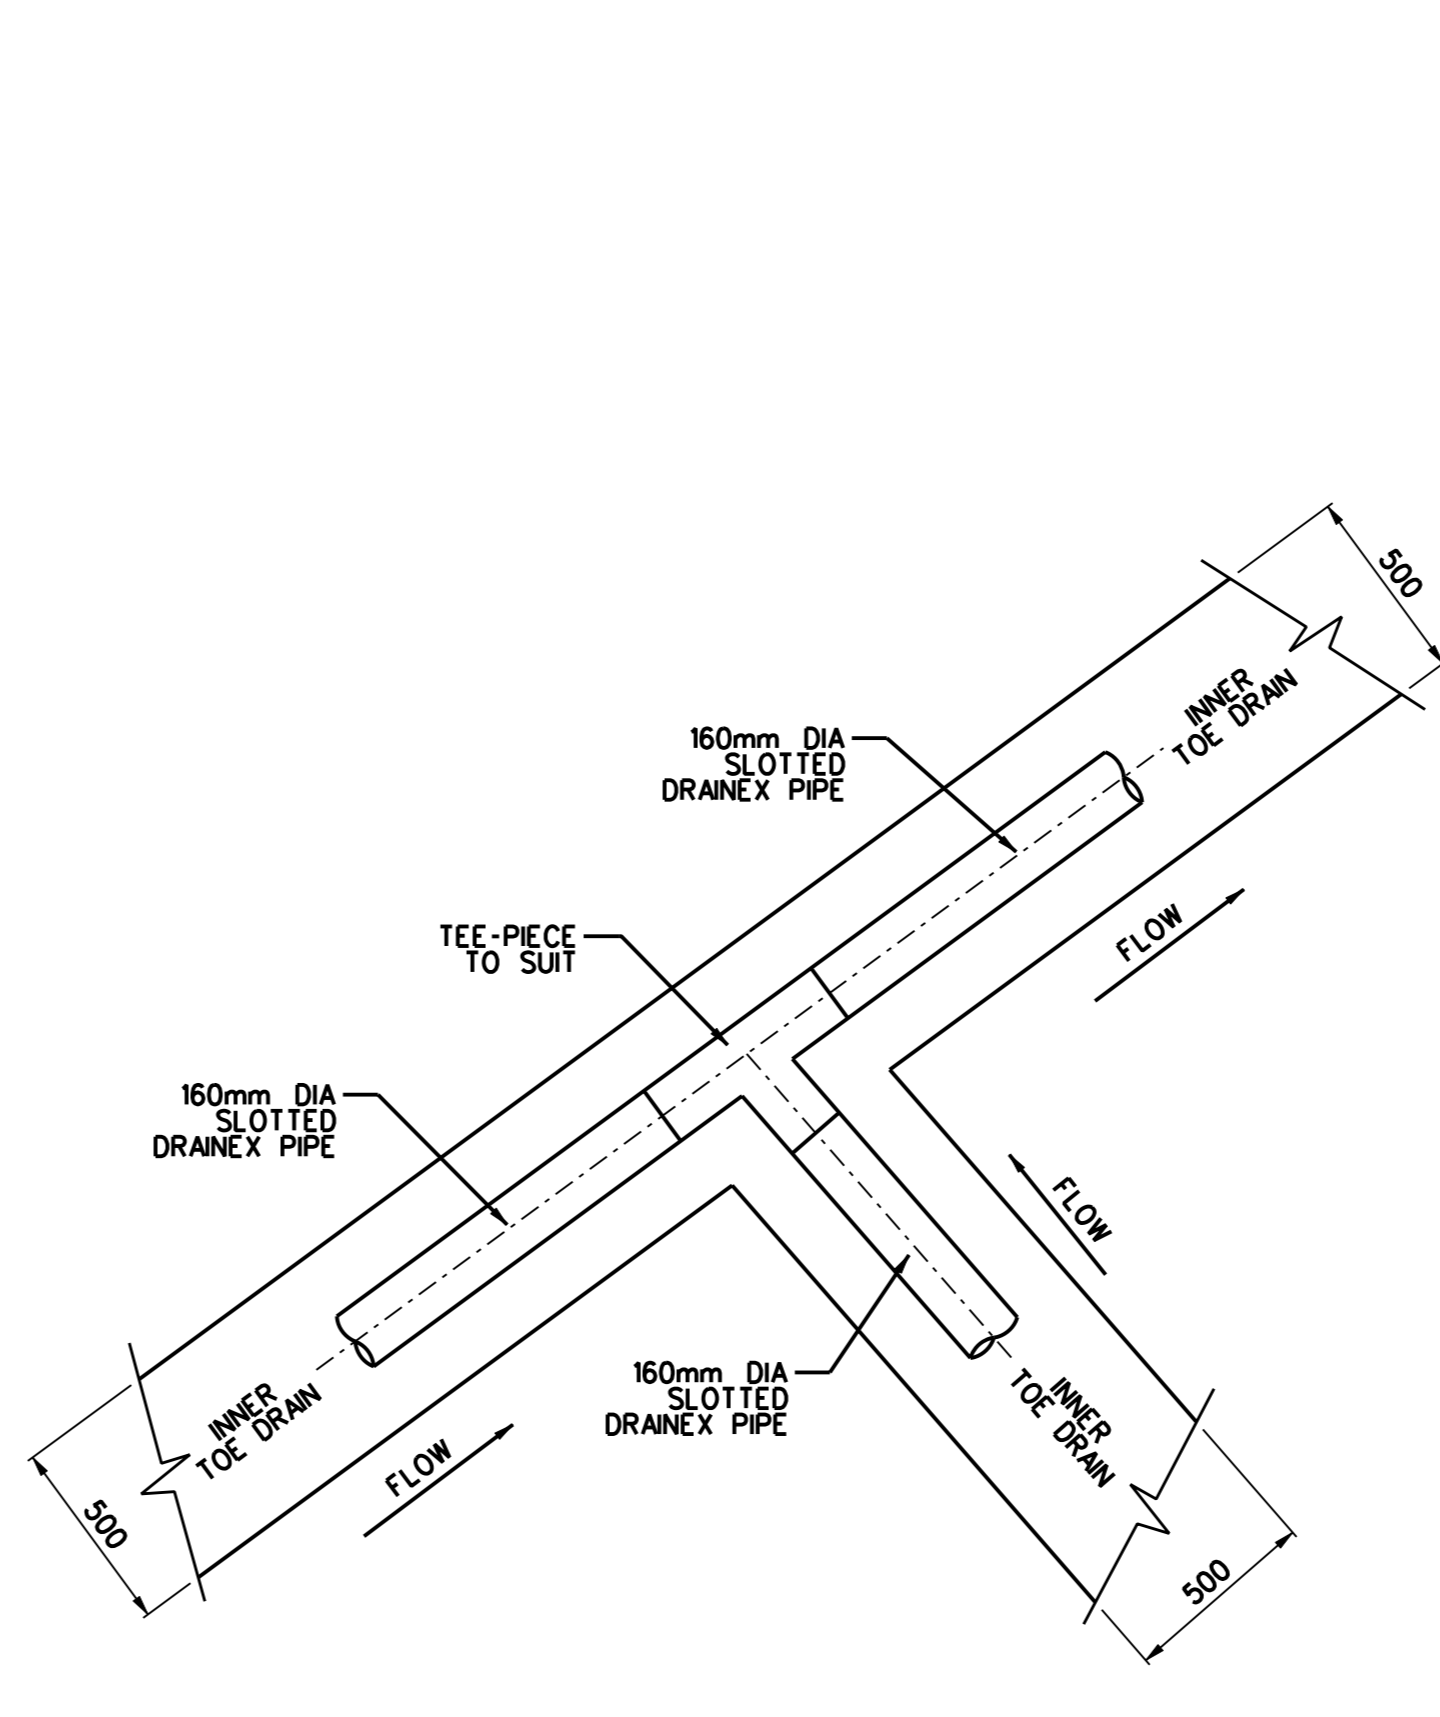 500
INNER
TOE DRAIN
160mm DIA
SLOTTED
DRAINEX PIPE
FLOW
TEE-PIECE
TO SUIT
160mm DIA
SLOTTED
DRAINEX PIPE
FLOW
160mm DIA
SLOTTED
DRAINEX PIPE
INNER
TOE DRAIN
INNER
TOE DRAIN
FLOW
500
500